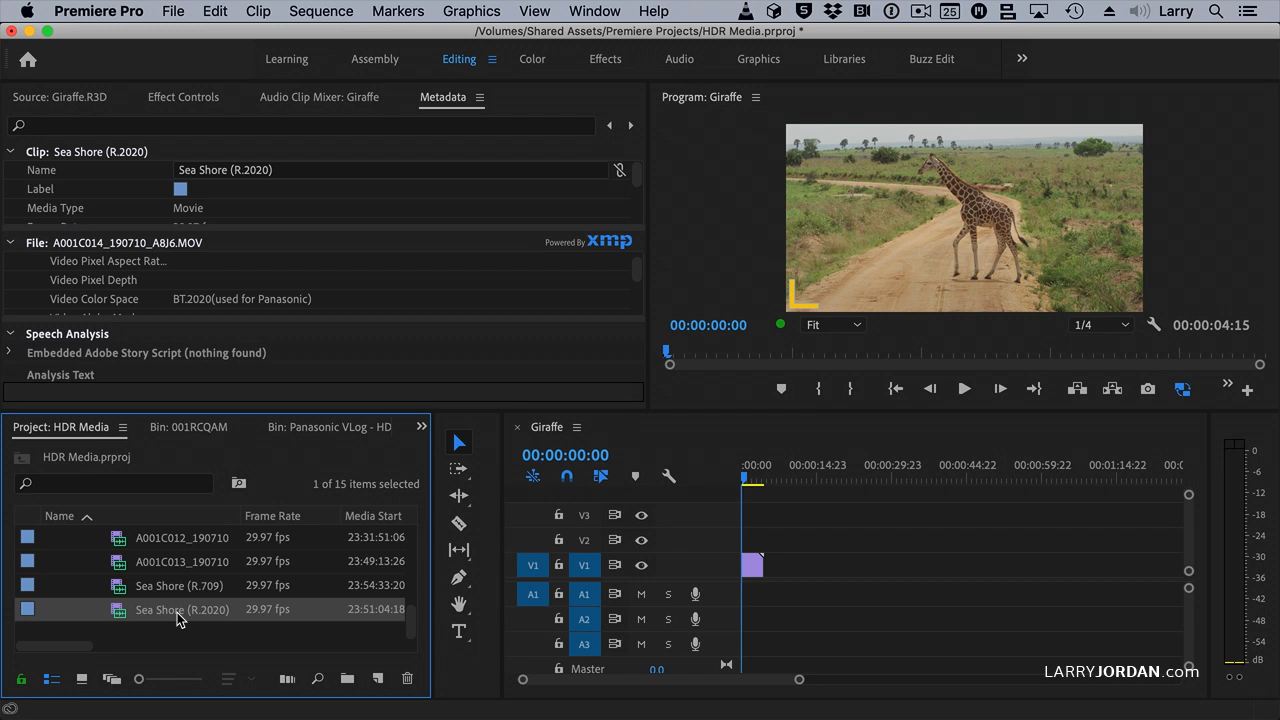 Premiere Pro File Edit Clip Sequence Markers Graphics View Window Help 25 Larry
/Volumes/Shared Assets/Premiere Projects/HDR Media.prproj *
Learning Assembly Editing Color Effects Audio Graphics Libraries Buzz Edit
Source: Giraffe.R3D Effect Controls Audio Clip Mixer: Giraffe Metadata
Program: Giraffe
Clip: Sea Shore (R.2020)
Name Sea Shore (R.2020)
Label
Media Type Movie
File: A001C014_190710_A8J6.MOV Powered By xmp
Video Pixel Aspect Rat...
Video Pixel Depth
Video Color Space BT.2020(used for Panasonic)
Speech Analysis
Embedded Adobe Story Script (nothing found)
Analysis Text
00:00:00:00 Fit 1/4 00:00:04:15
Project: HDR Media Bin: 001RCQAM Bin: Panasonic VLog - HD
HDR Media.prproj
1 of 15 items selected
Name Frame Rate Media Start
A001C012_190710 29.97 fps 23:31:51:06
A001C013_190710 29.97 fps 23:49:13:26
Sea Shore (R.709) 29.97 fps 23:54:33:20
Sea Shore (R.2020) 29.97 fps 23:51:04:18
× Giraffe
00:00:00:00
:00:00 00:00:14:23 00:00:29:23 00:00:44:22 00:00:59:22 00:01:14:22 00:0
V3
V2
V1 V1
A1 A1 M S
A2 M S
A3 M S
Master 0.0
0
-6
-12
-18
-24
-30
-36
-42
-48
-54
dB
S S
LARRYJORDAN.com